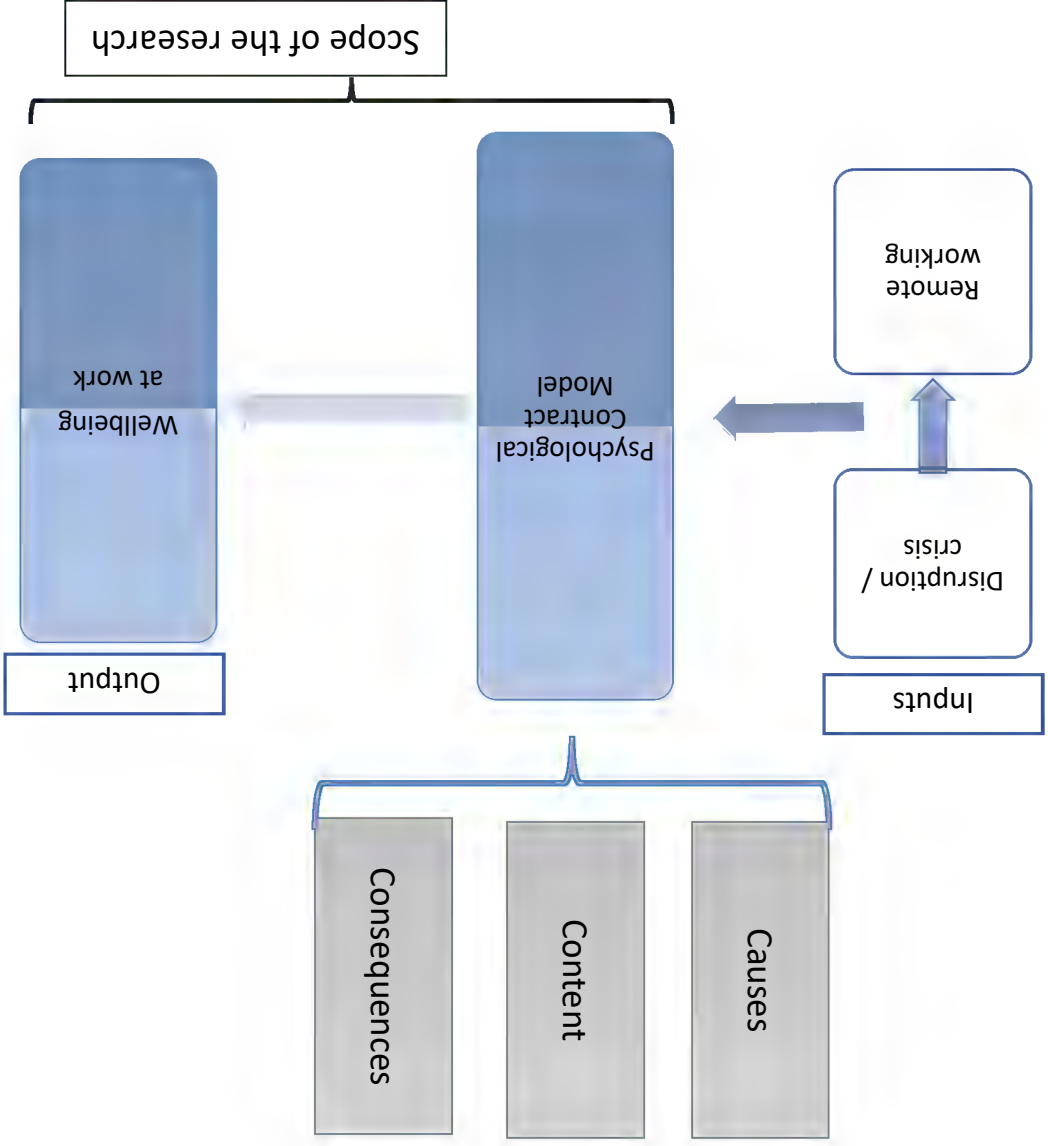 Causes
Content
Consequences
Inputs
Output
Disruption /
crisis
Remote
working
Psychological
Contract
Model
Wellbeing
at work
Scope of the research